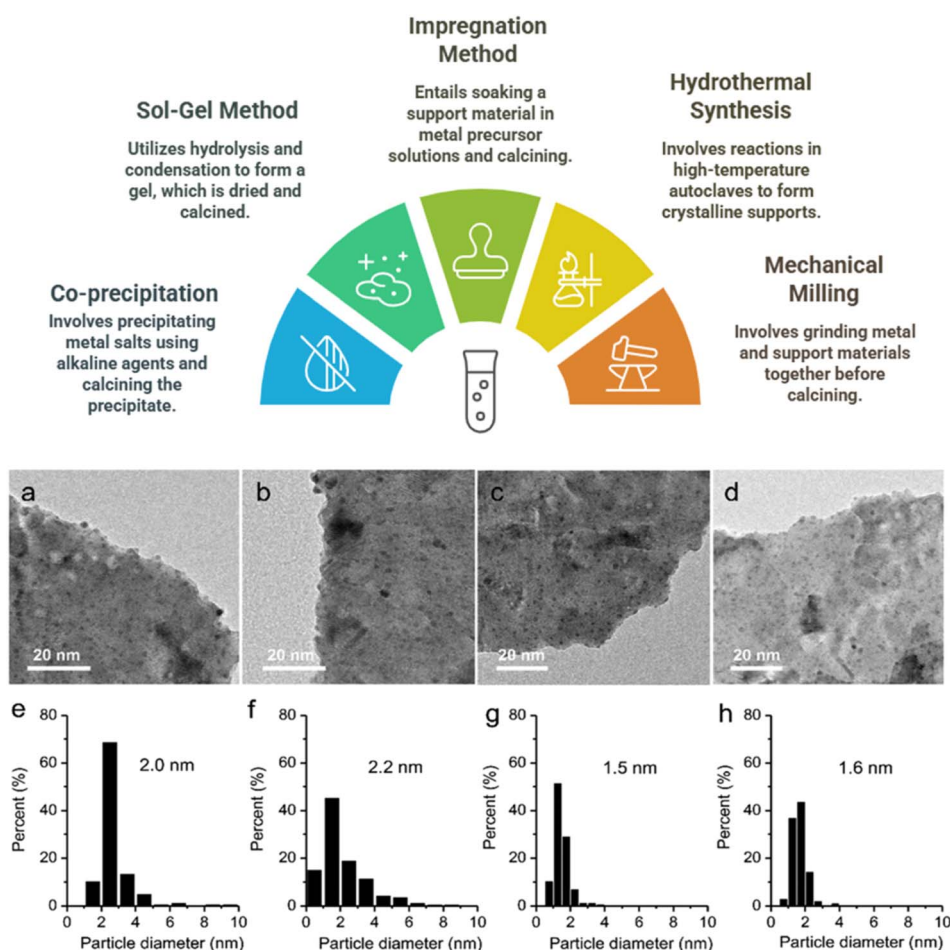 Impregnation
Method
Entails soaking a
support material in
metal precursor
solutions and calcining.
Sol-Gel Method
Utilizes hydrolysis and
condensation to form a
gel, which is dried and
calcined.
Hydrothermal
Synthesis
Involves reactions in
high-temperature
autoclaves to form
crystalline supports.
Co-precipitation
Involves precipitating
metal salts using
alkaline agents and
calcining the
precipitate.
Mechanical
Milling
Involves grinding metal
and support materials
together before
calcining.
a
20 nm
b
20 nm
c
20 nm
d
20 nm
e
80
60
40
20
0
Percent (%)
2.0 nm
0 2 4 6 8 10
Particle diameter (nm)
f
80
60
40
20
0
Percent (%)
2.2 nm
0 2 4 6 8 10
Particle diameter (nm)
g
80
60
40
20
0
Percent (%)
1.5 nm
0 2 4 6 8 10
Particle diameter (nm)
h
80
60
40
20
0
Percent (%)
1.6 nm
0 2 4 6 8 10
Particle diameter (nm)